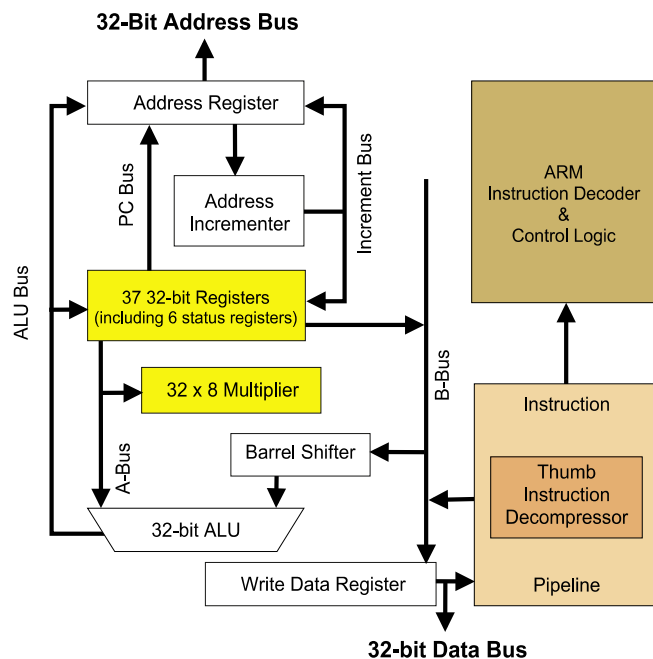 32-Bit Address Bus
Address Register
ARM
Instruction Decoder
&
Control Logic
PC Bus
Address
Incrementer
Increment Bus
ALU Bus
37 32-bit Registers
(including 6 status registers)
B-Bus
32 x 8 Multiplier
Instruction
A-Bus
Barrel Shifter
Thumb
Instruction
Decompressor
32-bit ALU
Write Data Register
Pipeline
32-bit Data Bus